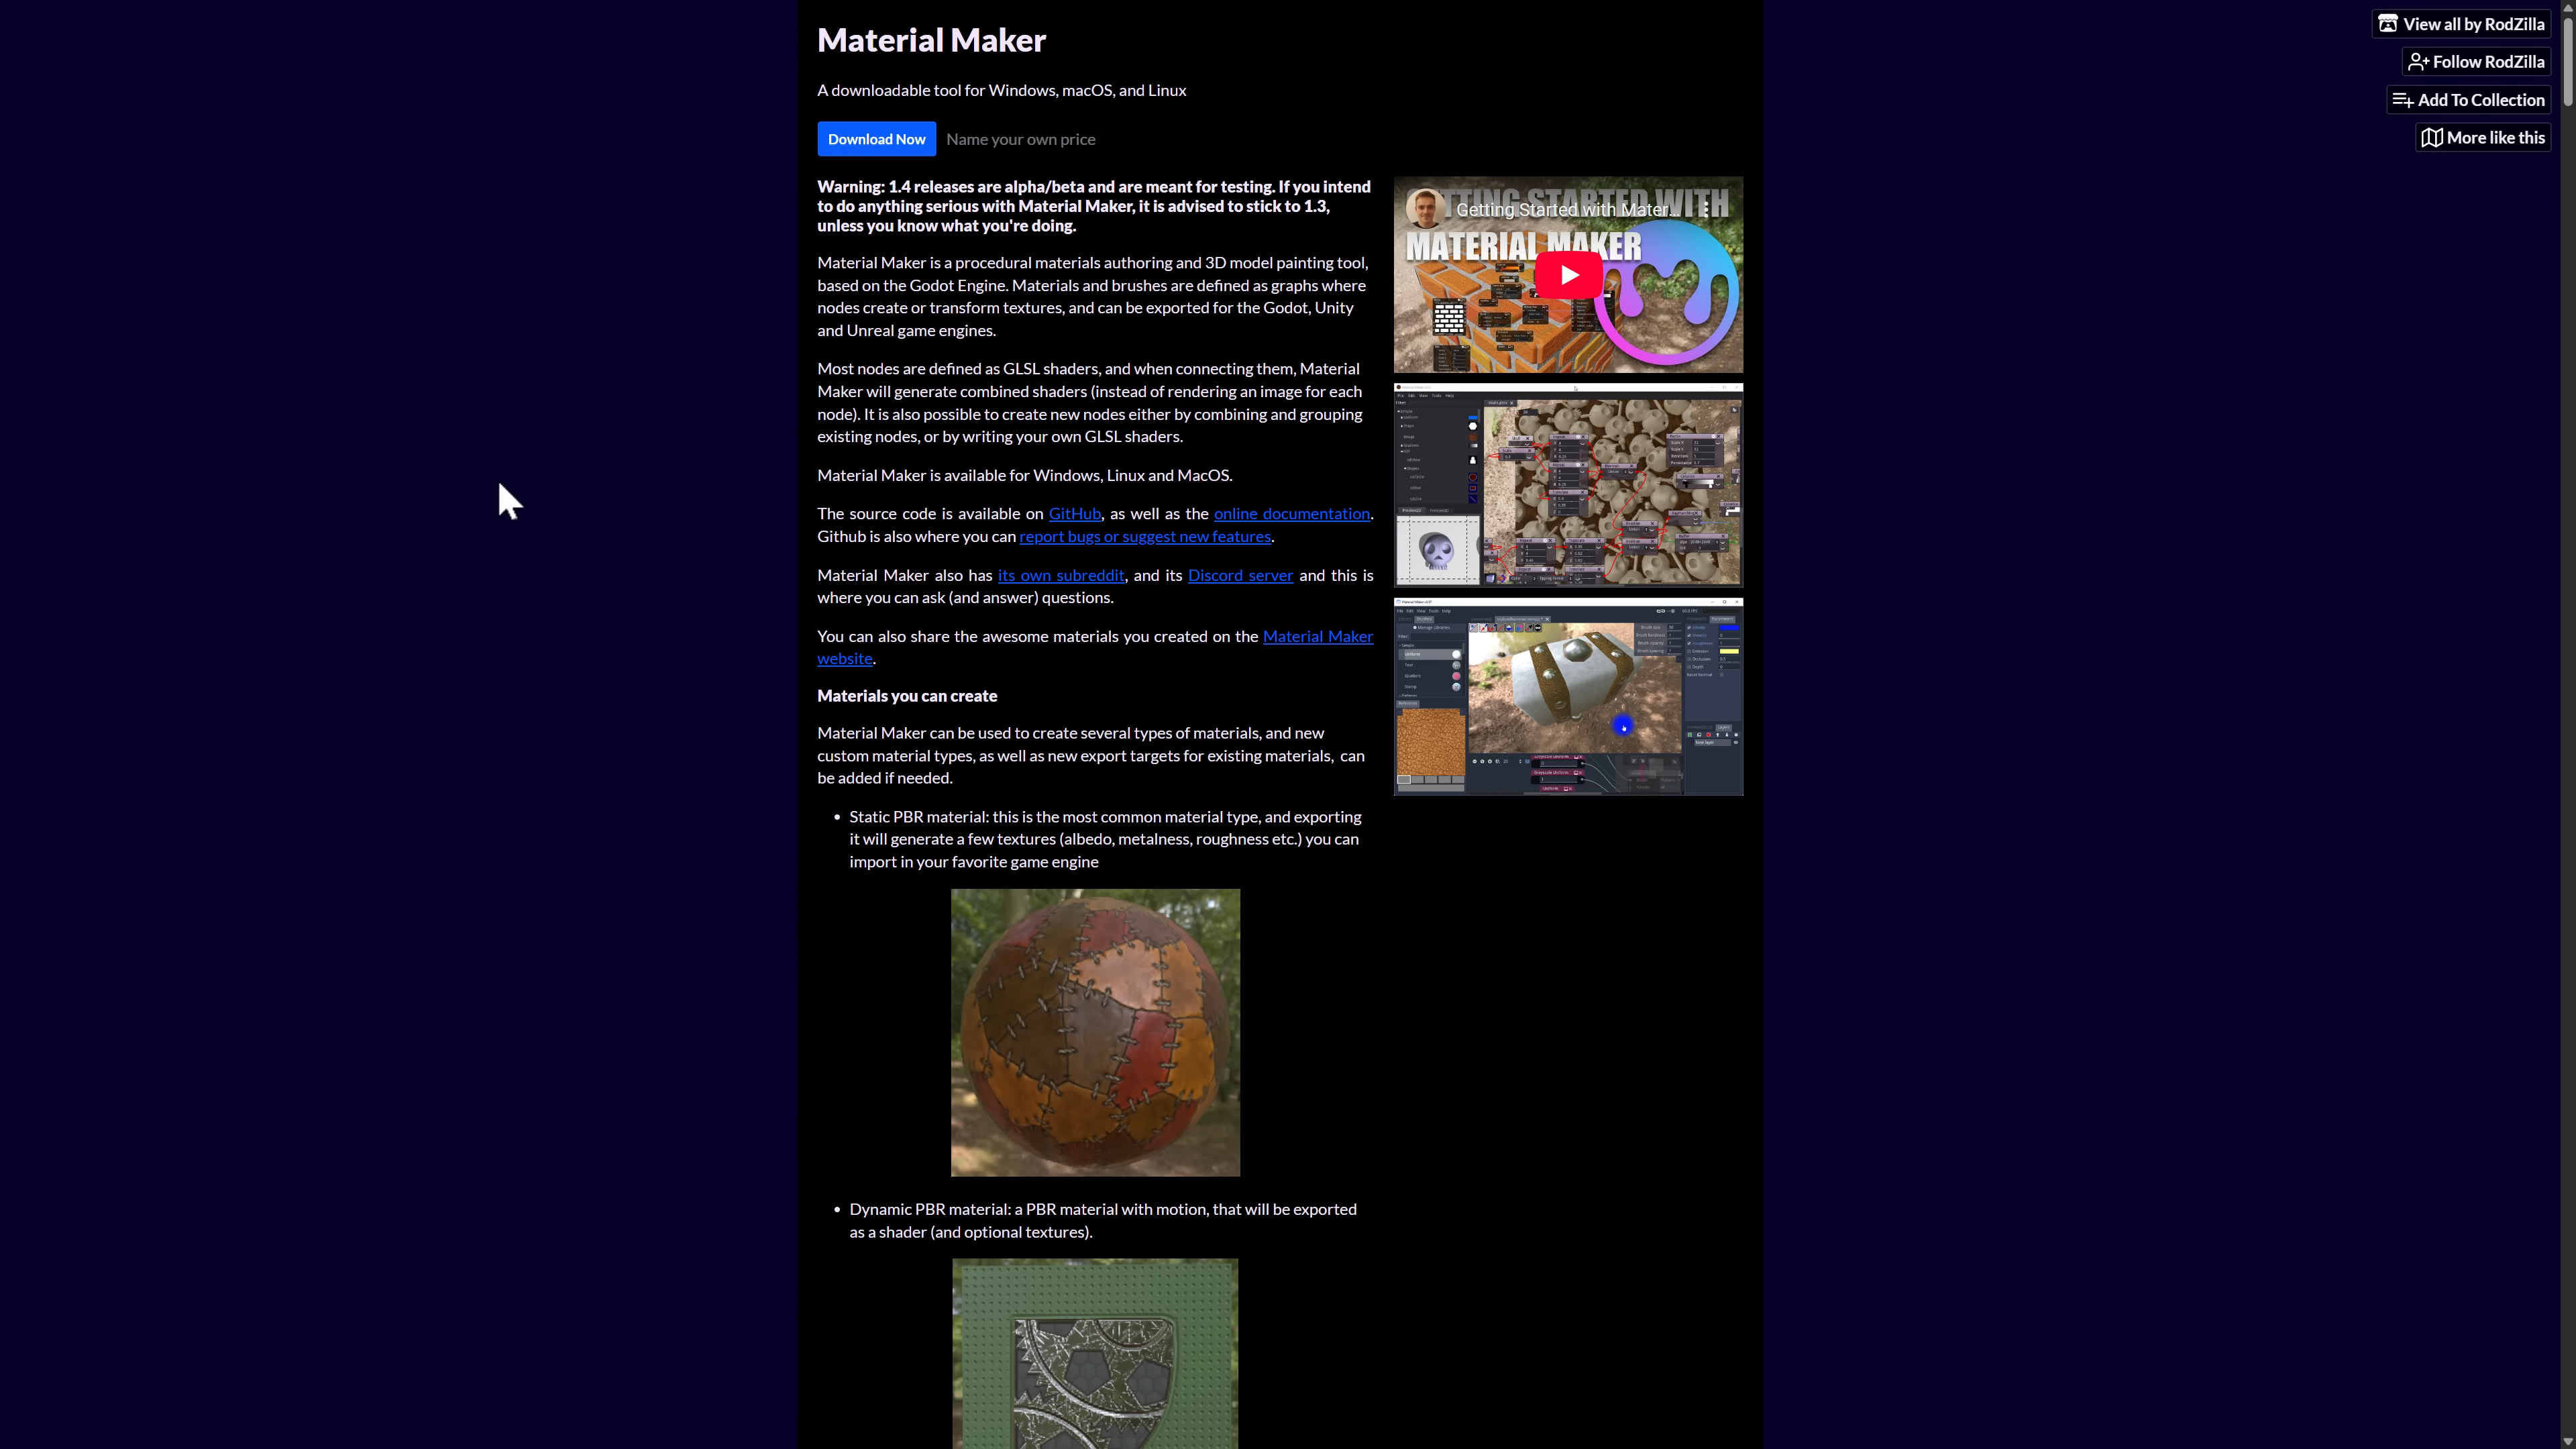 Material Maker
A downloadable tool for Windows, macOS, and Linux
Download Now
Name your own price
Warning: 1.4 releases are alpha/beta and are meant for testing. If you intend
to do anything serious with Material Maker, it is advised to stick to 1.3,
unless you know what you're doing.
Material Maker is a procedural materials authoring and 3D model painting tool,
based on the Godot Engine. Materials and brushes are defined as graphs where
nodes create or transform textures, and can be exported for the Godot, Unity
and Unreal game engines.
Most nodes are defined as GLSL shaders, and when connecting them, Material
Maker will generate combined shaders (instead of rendering an image for each
node). It is also possible to create new nodes either by combining and grouping
existing nodes, or by writing your own GLSL shaders.
Material Maker is available for Windows, Linux and MacOS.
The source code is available on GitHub, as well as the online documentation.
Github is also where you can report bugs or suggest new features.
Material Maker also has its own subreddit, and its Discord server and this is
where you can ask (and answer) questions.
You can also share the awesome materials you created on the Material Maker
website.
Materials you can create
Material Maker can be used to create several types of materials, and new
custom material types, as well as new export targets for existing materials,  can
be added if needed.
• Static PBR material: this is the most common material type, and exporting
it will generate a few textures (albedo, metalness, roughness etc.) you can
import in your favorite game engine
• Dynamic PBR material: a PBR material with motion, that will be exported
as a shader (and optional textures).
TTING STARTED WITH
Getting Started with Mater...
MATERIAL MAKER
View all by RodZilla
Follow RodZilla
Add To Collection
More like this